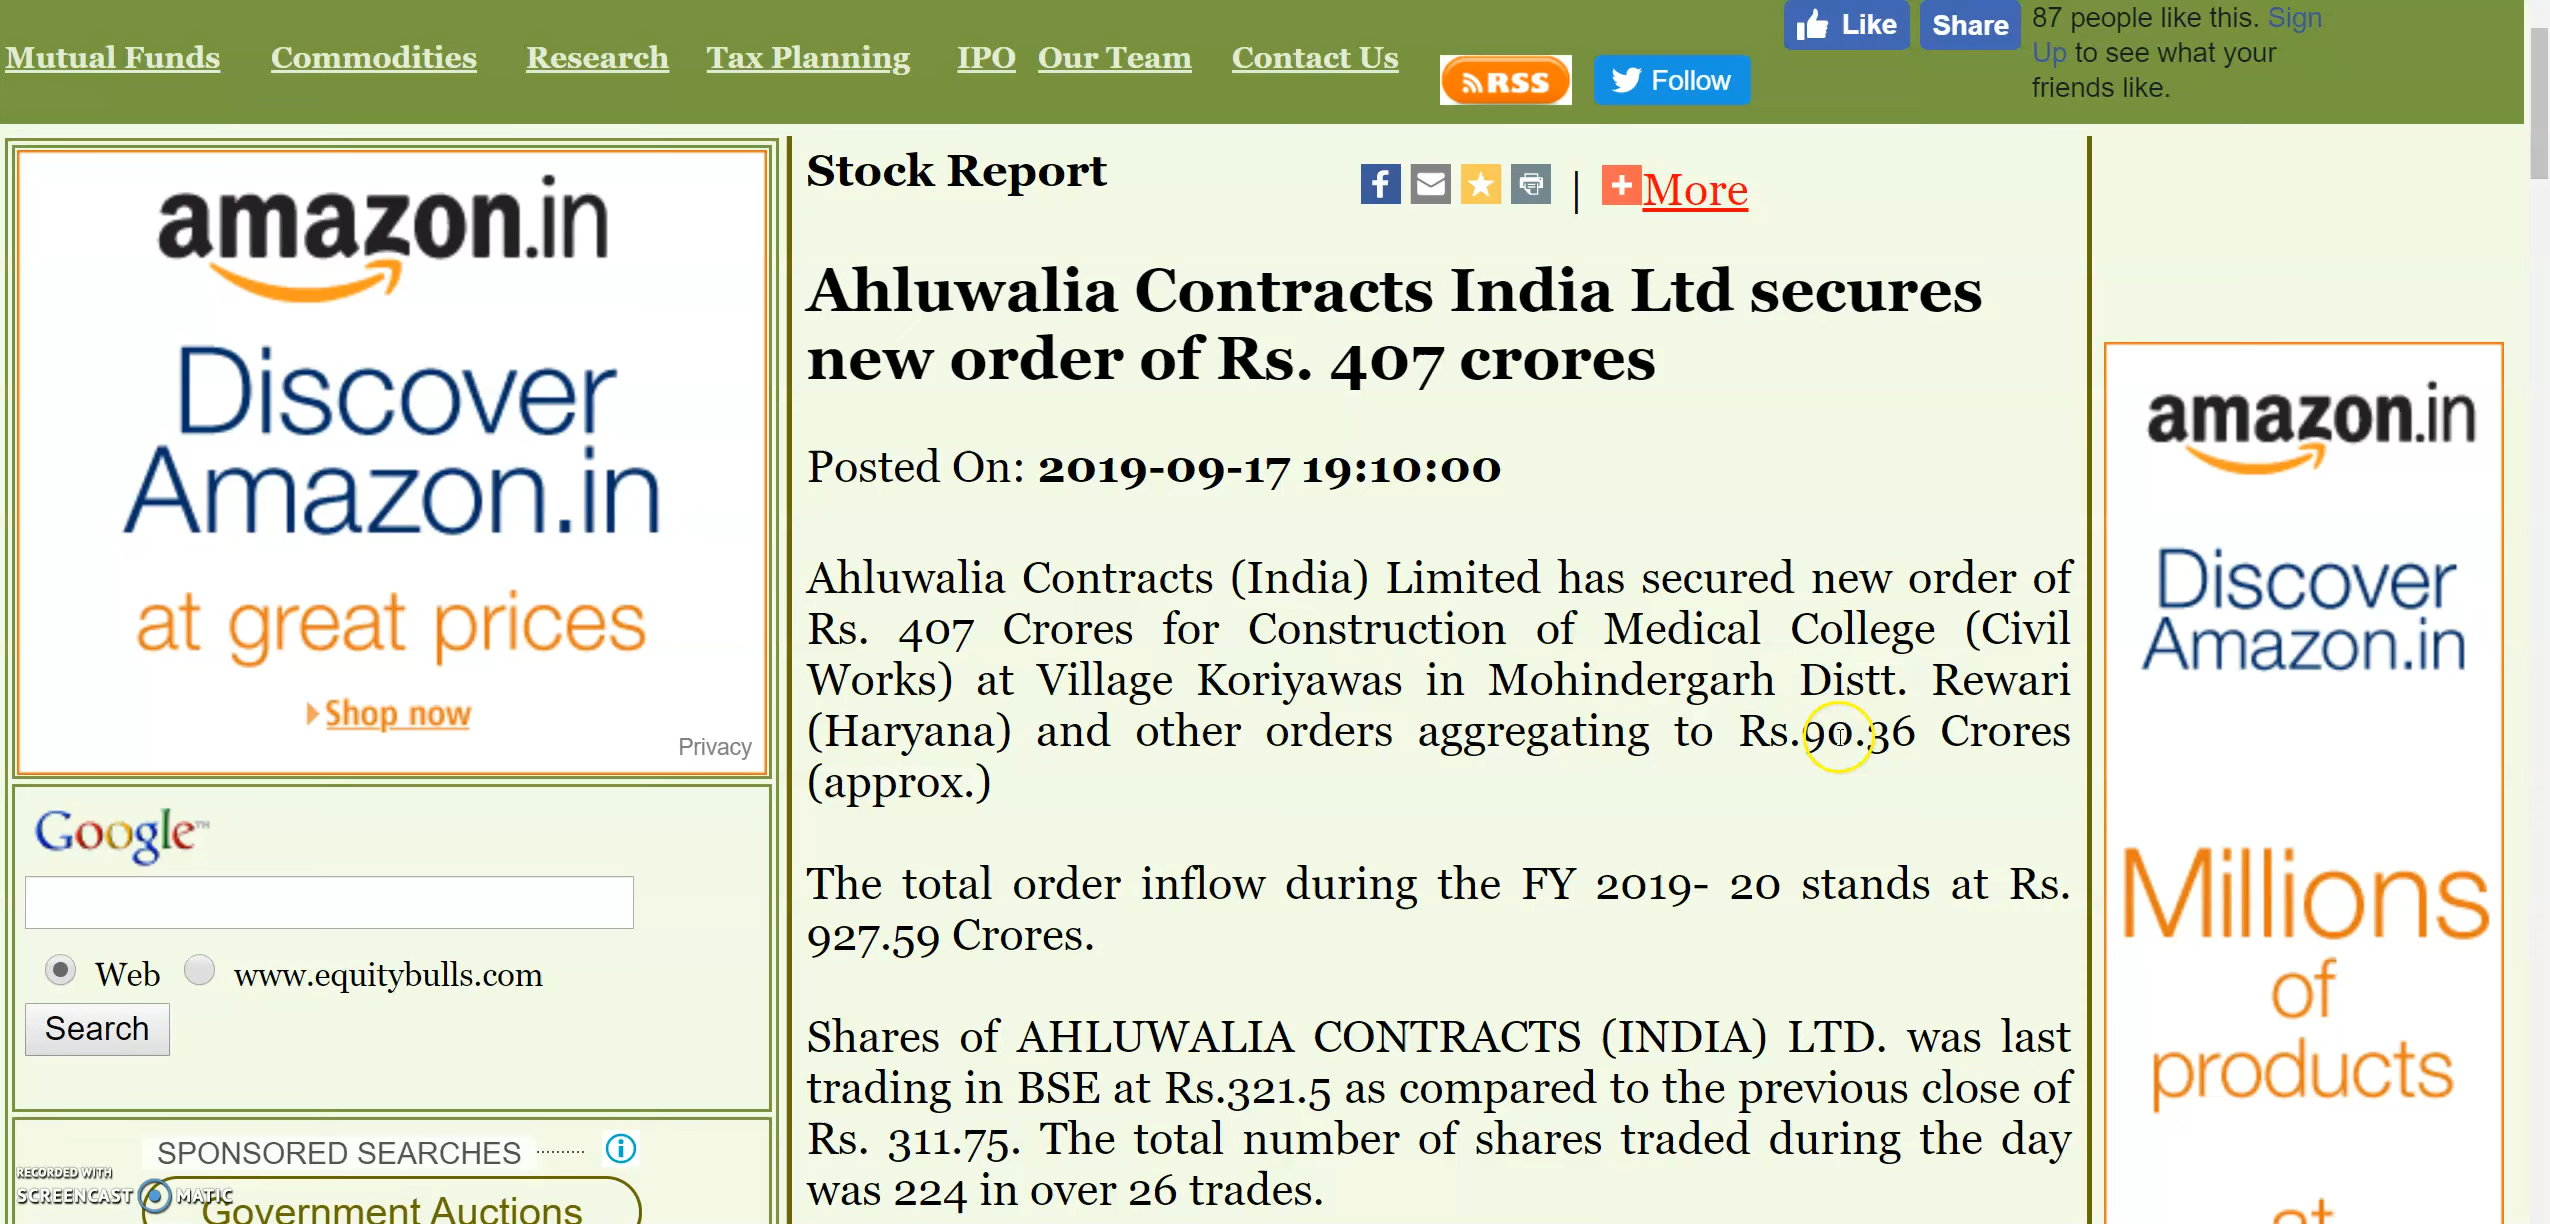 Mutual Funds Commodities Research Tax Planning IPO Our Team Contact Us
RSS
Follow
Like
Share
87 people like this. Sign
Up to see what your
friends like.
amazon.in
Discover
Amazon.in
at great prices
Shop now
Privacy
Google™
Web www.equitybulls.com
Search
SPONSORED SEARCHES
Government Auctions
RECORDED WITH
SCREENCAST MATIC
Stock Report
| More
Ahluwalia Contracts India Ltd secures
new order of Rs. 407 crores
Posted On: 2019-09-17 19:10:00
Ahluwalia Contracts (India) Limited has secured new order of
Rs. 407 Crores for Construction of Medical College (Civil
Works) at Village Koriyawas in Mohindergarh Distt. Rewari
(Haryana) and other orders aggregating to Rs.90.36 Crores
(approx.)
The total order inflow during the FY 2019- 20 stands at Rs.
927.59 Crores.
Shares of AHLUWALIA CONTRACTS (INDIA) LTD. was last
trading in BSE at Rs.321.5 as compared to the previous close of
Rs. 311.75. The total number of shares traded during the day
was 224 in over 26 trades.
amazon.in
Discover
Amazon.in
Millions
of
products
at